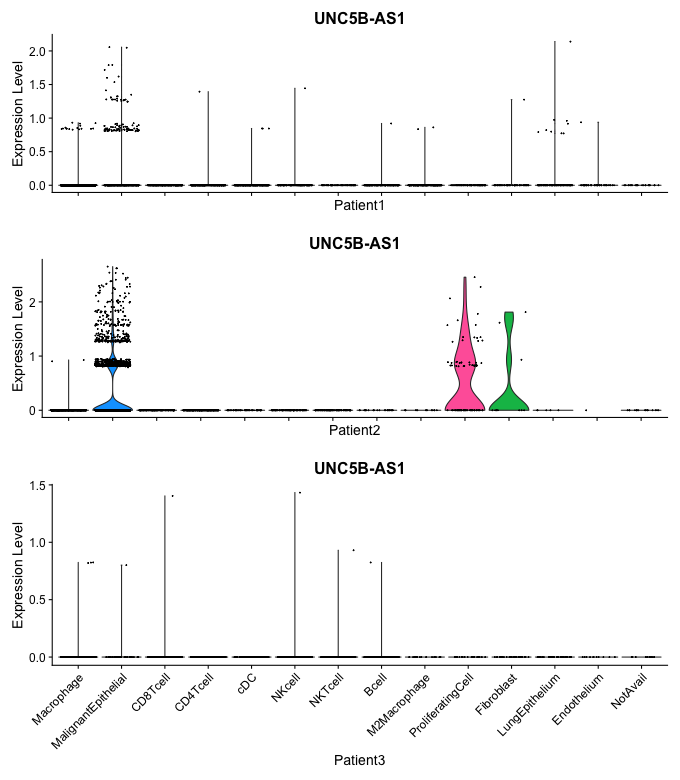 UNC5B-AS1
Expression Level
2.0
1.5
1.0
0.5
0.0
Patient1
UNC5B-AS1
Expression Level
2
1
0
Patient2
UNC5B-AS1
Expression Level
1.5
1.0
0.5
0.0
Macrophage
MalignantEpithelial
CD8Tcell
CD4Tcell
cDC
NKcell
NKTcell
Bcell
M2Macrophage
ProliferatingCell
Fibroblast
LungEpithelium
Endothelium
NotAvail
Patient3